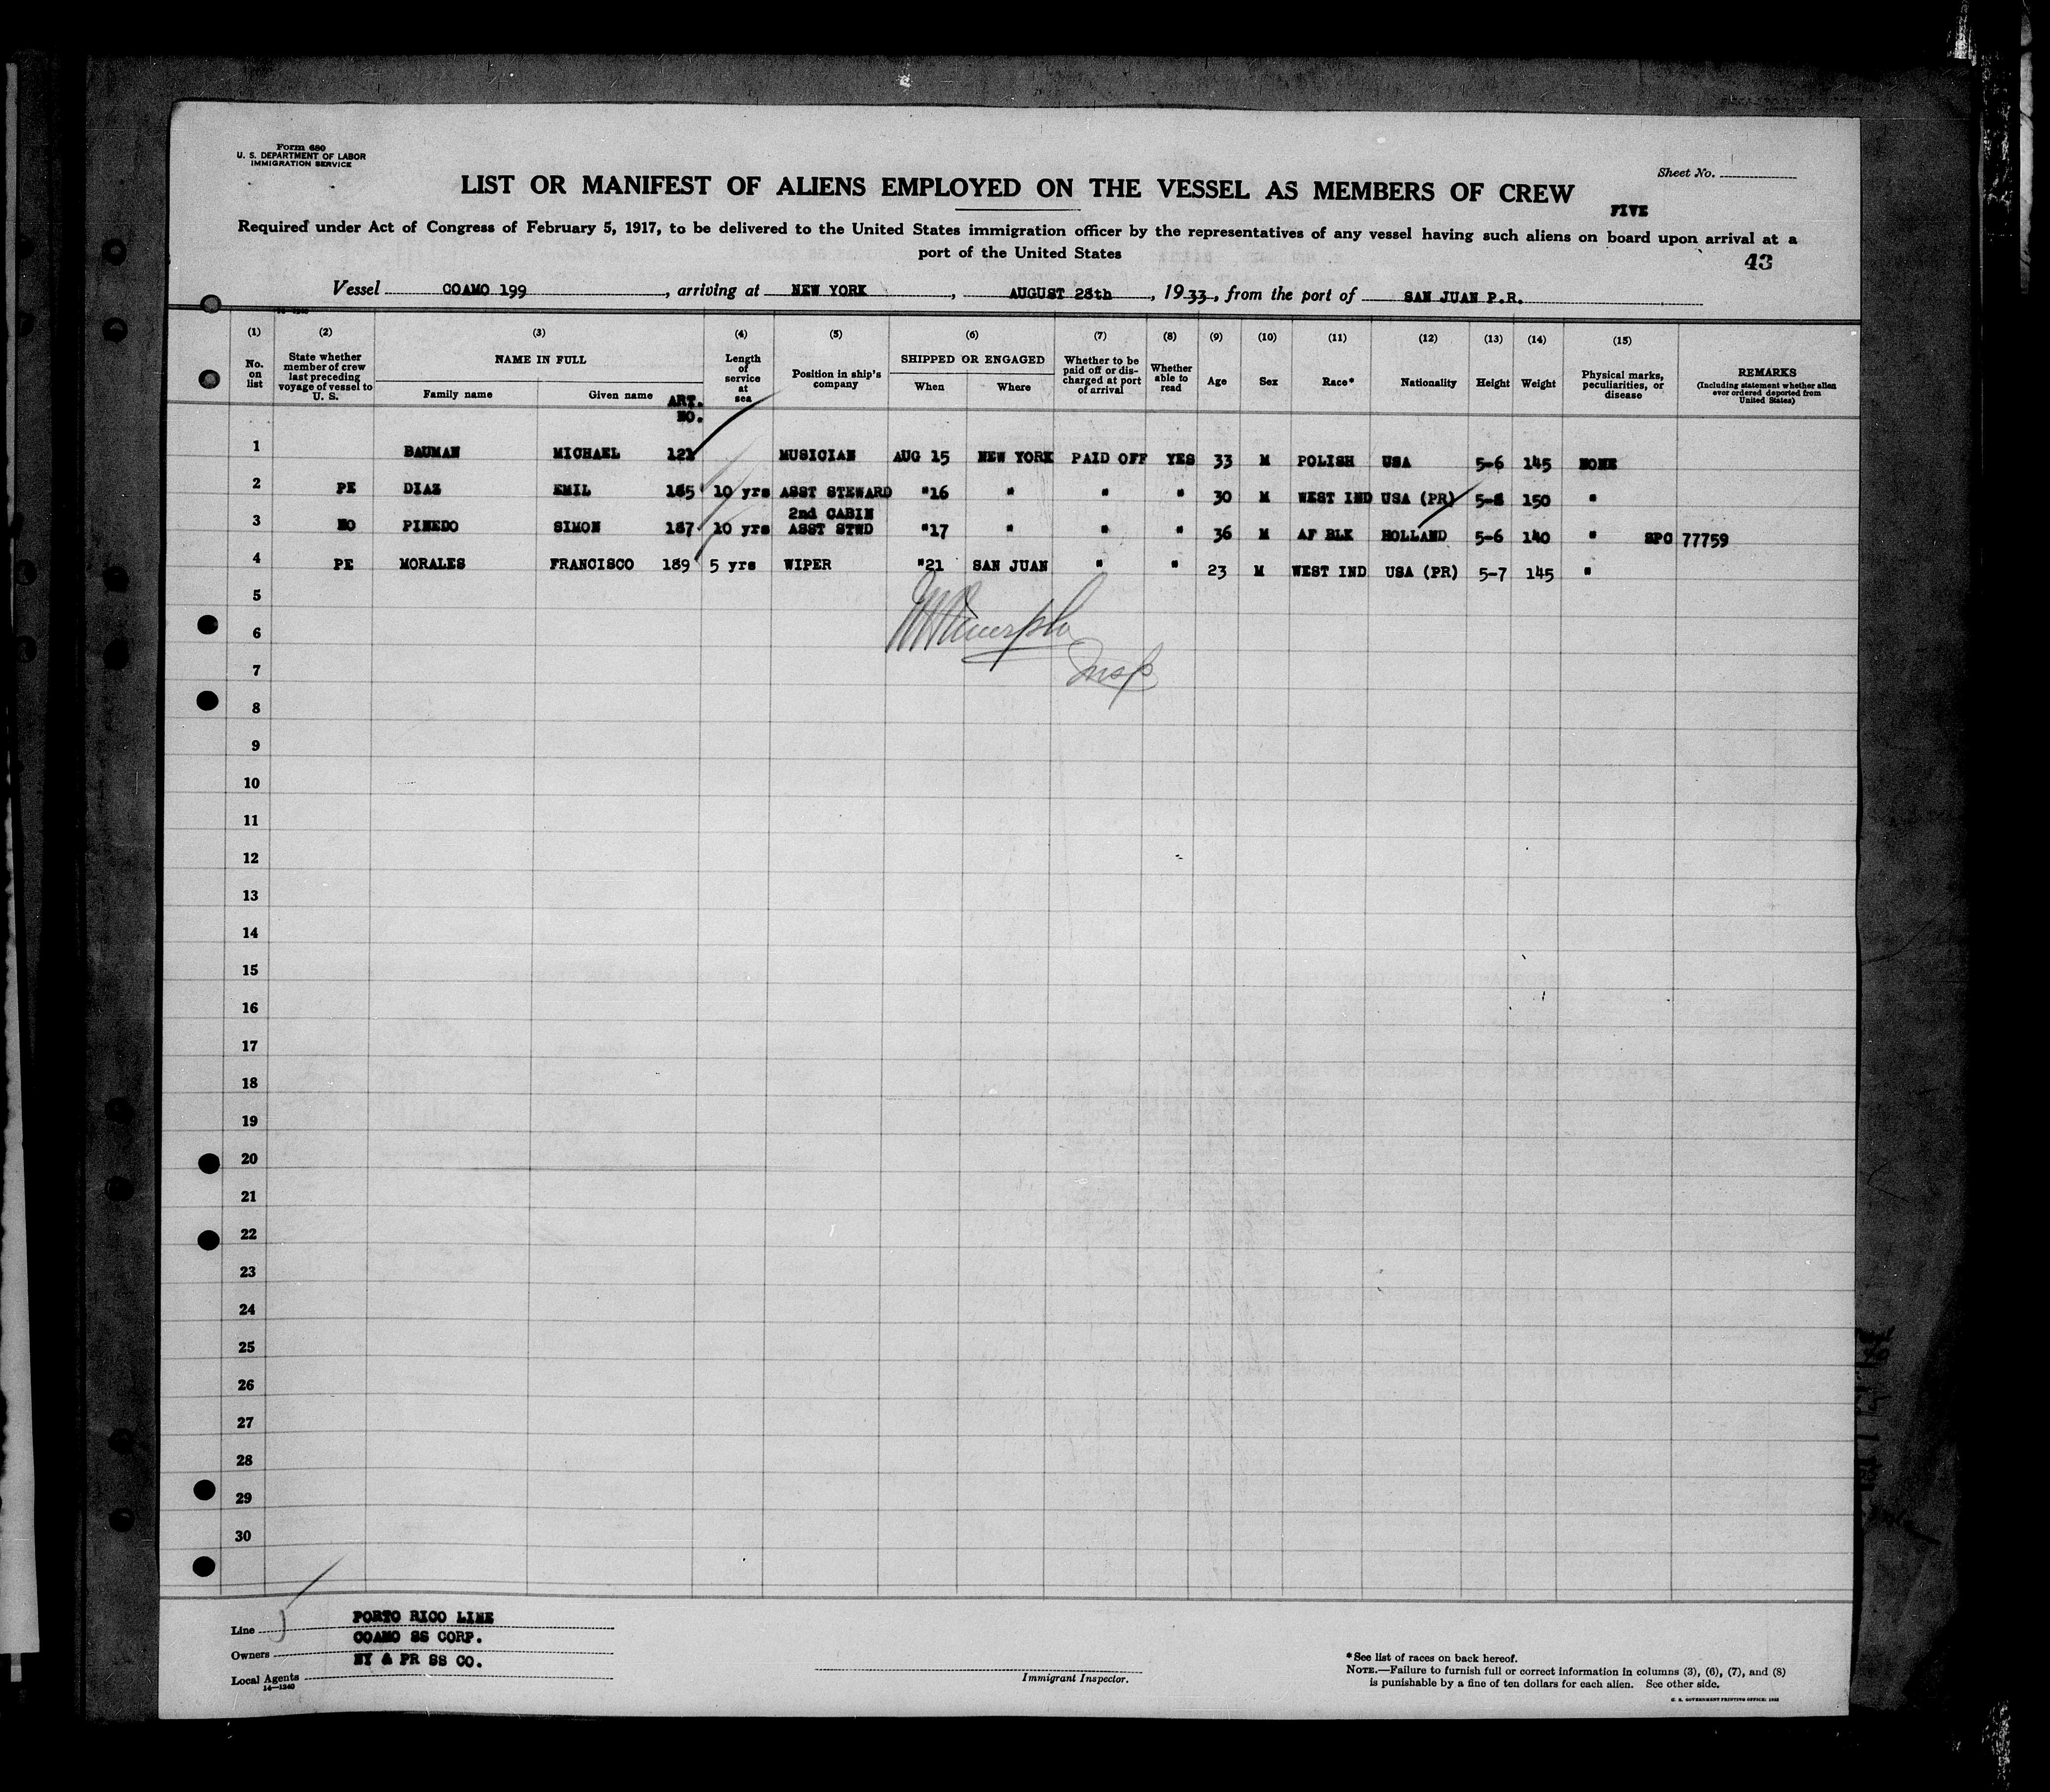 Form 680
U. S. DEPARTMENT OF LABOR
IMMIGRATION SERVICE
Sheet No.
LIST OR MANIFEST OF ALIENS EMPLOYED ON THE VESSEL AS MEMBERS OF CREW
FIVE
Required under Act of Congress of February 5, 1917, to be delivered to the United States immigration officer by the representatives of any vessel having such aliens on board upon arrival at a
port of the United States
43
Vessel COAMO 199, arriving at NEW YORK, AUGUST 28th, 1933, from the port of SAN JUAN P.R.
(1) (2) (3) (4) (5) (6) (7) (8) (9) (10) (11) (12) (13) (14) (15)
No. on list State whether member of crew last preceding voyage of vessel to U. S. NAME IN FULL Family name Given name Length of service at sea Position in ship's company SHIPPED OR ENGAGED When Where Whether to be paid off or discharged at port of arrival Whether able to read Age Sex Race* Nationality Height Weight Physical marks, peculiarities, or disease REMARKS (Including statement whether alien ever ordered deported from United States)
ART.
NO.
1 BAUMAN MICHAEL 121 MUSICIAN AUG 15 NEW YORK PAID OFF YES 33 M POLISH USA 5-6 145 NONE
2 PE DIAZ EMIL 185 10 yrs ASST STEWARD "16 " " " 30 M WEST IND USA (PR) 5-8 150 "
2nd CABIN
3 NO PINEDO SIMON 187 10 yrs ASST STWD "17 " " " 36 M AF BLK HOLLAND 5-6 140 " SPC 77759
4 PE MORALES FRANCISCO 189 5 yrs WIPER "21 SAN JUAN " " 23 M WEST IND USA (PR) 5-7 145 "
5
6
Insp
7
8
9
10
11
12
13
14
15
16
17
18
19
20
21
22
23
24
25
26
27
28
29
30
Line PORTO RICO LINE
Owners COAMO SS CORP.
Local Agents NY & PR SS CO.
14—1240
Immigrant Inspector.
*See list of races on back hereof.
NOTE.—Failure to furnish full or correct information in columns (3), (6), (7), and (8)
is punishable by a fine of ten dollars for each alien. See other side.